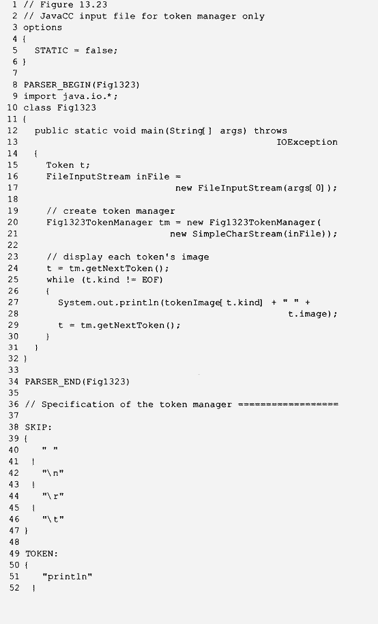 1 // Figure 13.23
2 // JavaCC input file for token manager only
3 options
4 {
5 STATIC = false;
6 }
7
8 PARSER_BEGIN(Fig1323)
9 import java.io.*;
10 class Fig1323
11 {
12 public static void main(String[] args) throws
13 IOException
14 {
15 Token t;
16 FileInputStream inFile =
17 new FileInputStream(args[0]);
18
19 // create token manager
20 Fig1323TokenManager tm = new Fig1323TokenManager(
21 new SimpleCharStream(inFile));
22
23 // display each token's image
24 t = tm.getNextToken();
25 while (t.kind != EOF)
26 {
27 System.out.println(tokenImage[t.kind] + " " +
28 t.image);
29 t = tm.getNextToken();
30 }
31 }
32 }
33
34 PARSER_END(Fig1323)
35
36 // Specification of the token manager ==================
37
38 SKIP:
39 {
40 " "
41 |
42 "\n"
43 |
44 "\r"
45 |
46 "\t"
47 }
48
49 TOKEN:
50 {
51 "println"
52 |